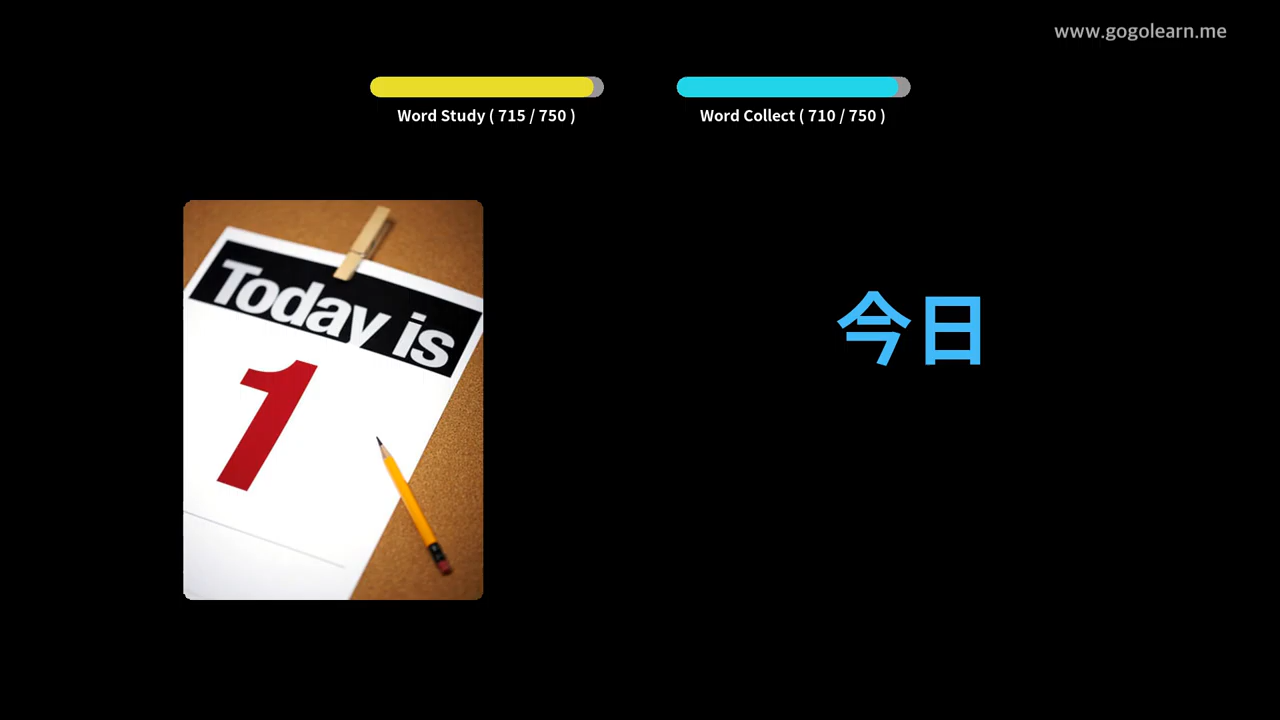 www.gogolearn.me
Word Study ( 715 / 750 )
Word Collect ( 710 / 750 )
Today is
1
今日